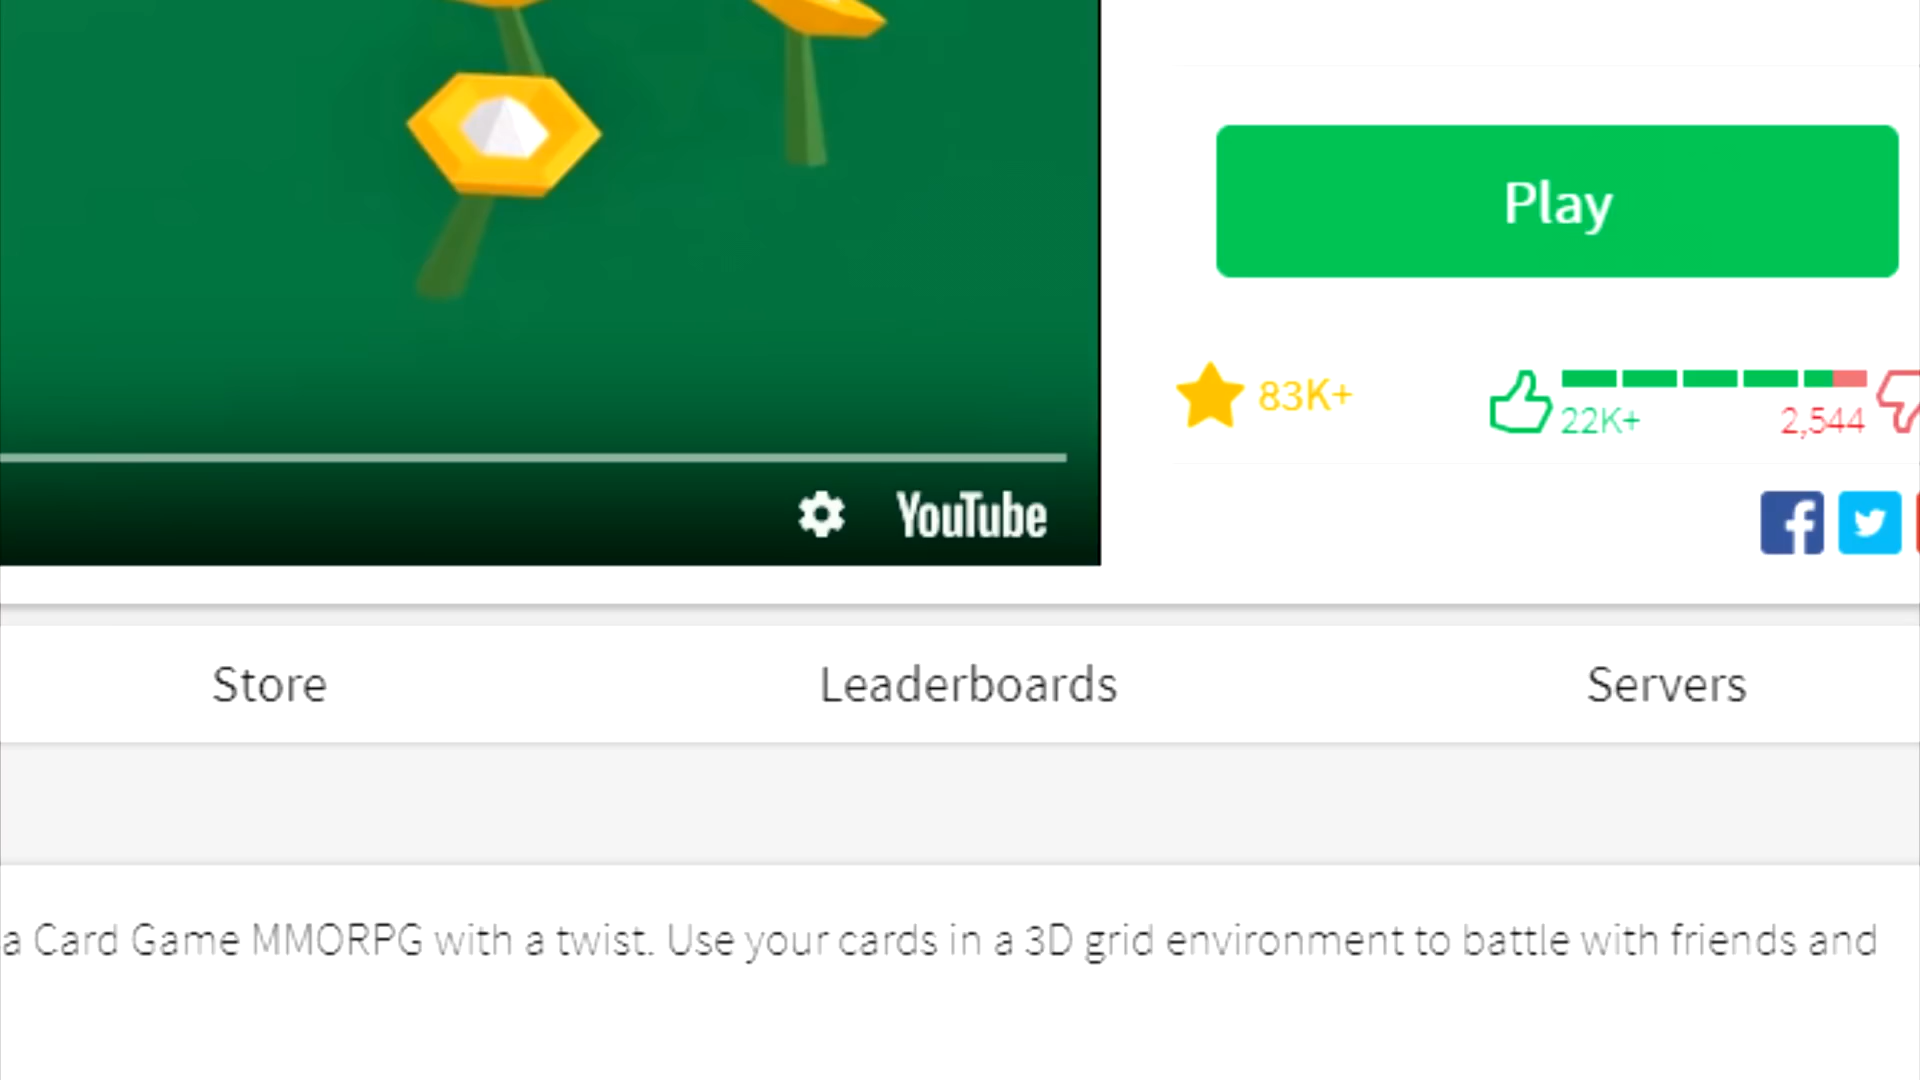 Play
83K+
22K+
2,544
YouTube
Store Leaderboards Servers
a Card Game MMORPG with a twist. Use your cards in a 3D grid environment to battle with friends and